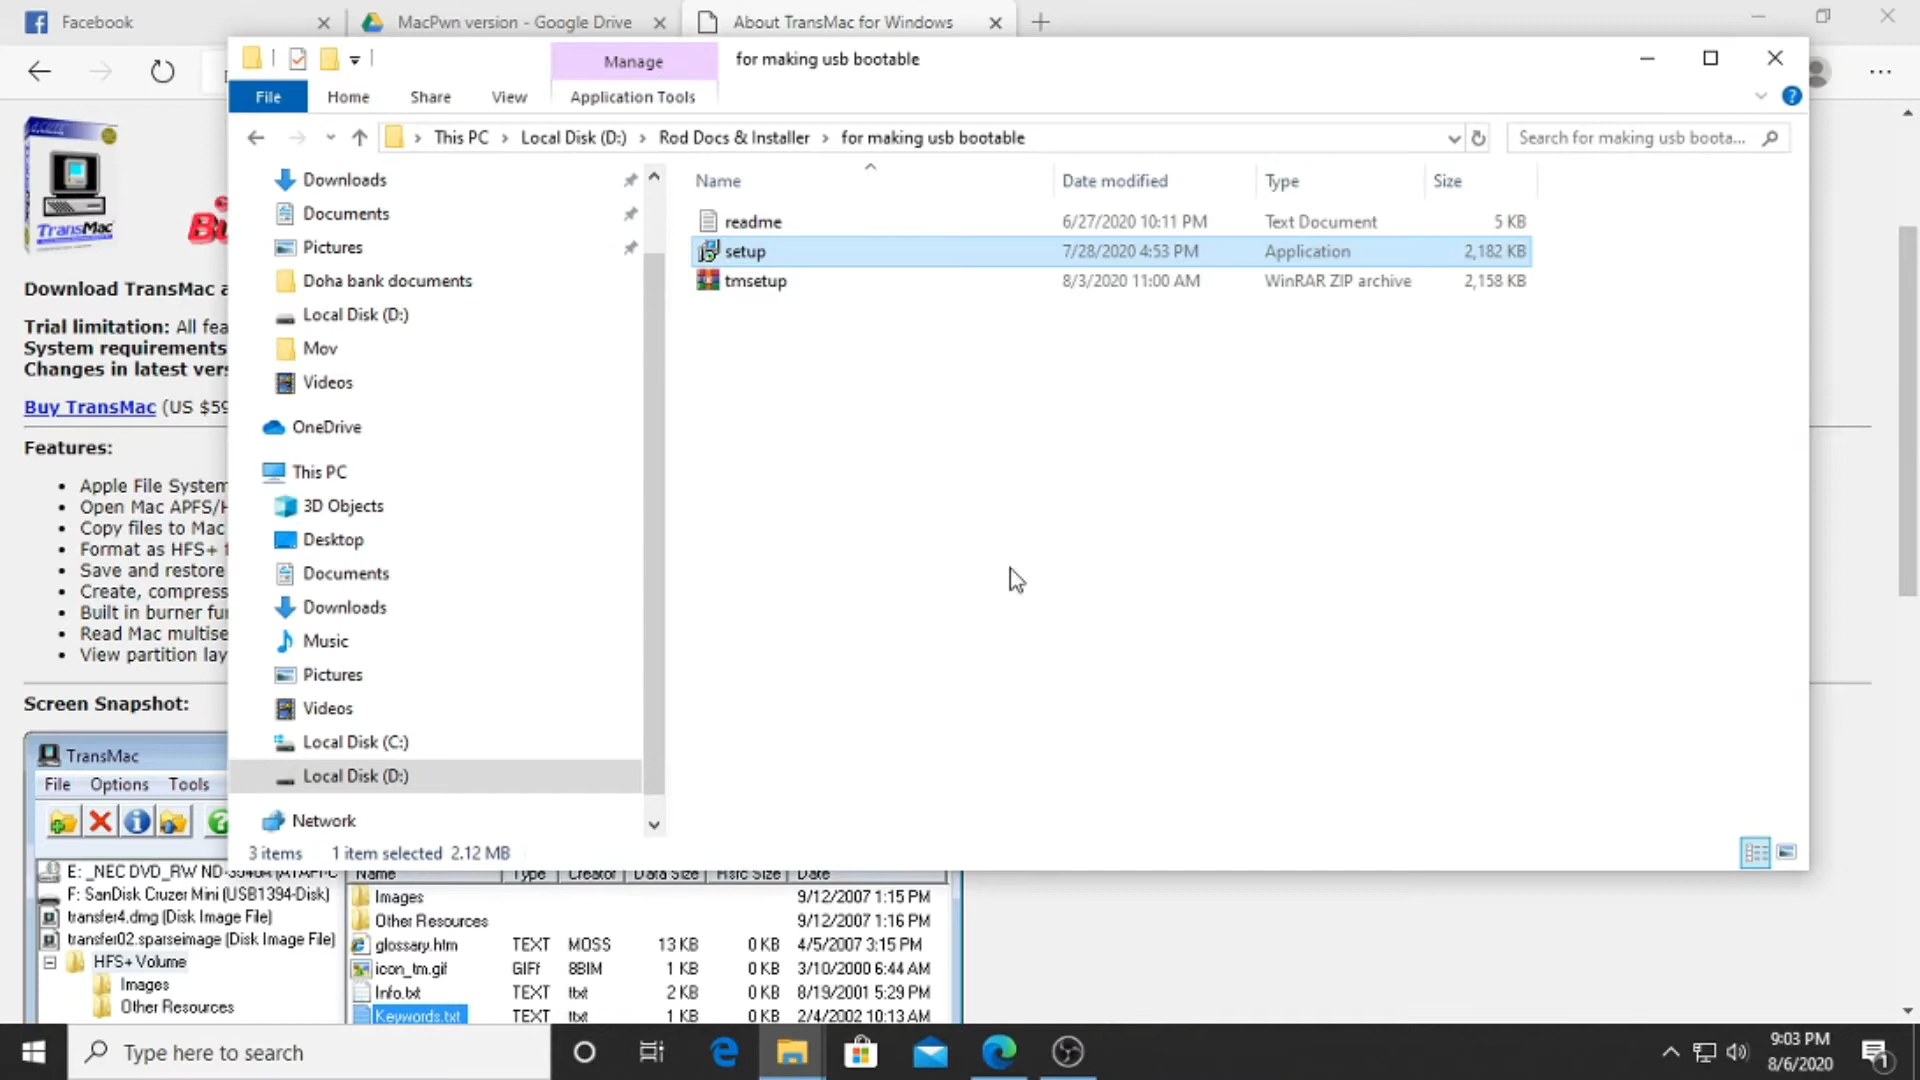 Facebook
MacPwn version - Google Drive
About TransMac for Windows
Manage
for making usb bootable
File
Home
Share
View
Application Tools
This PC
Local Disk (D:)
Rod Docs & Installer
for making usb bootable
Search for making usb boota...
Downloads
Documents
Pictures
Doha bank documents
Local Disk (D:)
Mov
Videos
OneDrive
This PC
3D Objects
Desktop
Documents
Downloads
Music
Pictures
Videos
Local Disk (C:)
Local Disk (D:)
Network
Name Date modified Type Size
readme 6/27/2020 10:11 PM Text Document 5 KB
setup 7/28/2020 4:53 PM Application 2,182 KB
tmsetup 8/3/2020 11:00 AM WinRAR ZIP archive 2,158 KB
3 items 1 item selected 2.12 MB
TransMac
Download TransMac
Trial limitation: All fea
System requirements
Changes in latest ver
Buy TransMac (US $59
Features:
Apple File System
Open Mac APFS/H
Copy files to Mac
Format as HFS+
Save and restore
Create, compress
Built in burner fu
Read Mac multise
View partition lay
Screen Snapshot:
TransMac
File Options Tools
E: _NEC DVD_RW ND-3540A (ATAPI-C
F: SanDisk Cruzer Mini (USB1394-Disk)
transfer4.dmg (Disk Image File)
transfer02.sparseimage (Disk Image File)
HFS+ Volume
Images
Other Resources
Name Type Creator Data Size Rsrc Size Date
Images 9/12/2007 1:15 PM
Other Resources 9/12/2007 1:16 PM
glossary.htm TEXT MOSS 13 KB 0 KB 4/5/2007 3:15 PM
icon_tm.gif GIFf 8BIM 1 KB 0 KB 3/10/2000 6:44 AM
Info.txt TEXT ttxt 2 KB 0 KB 8/19/2001 5:29 PM
Keywords.txt TEXT ttxt 1 KB 0 KB 2/4/2002 10:13 AM
Type here to search
9:03 PM
8/6/2020
1